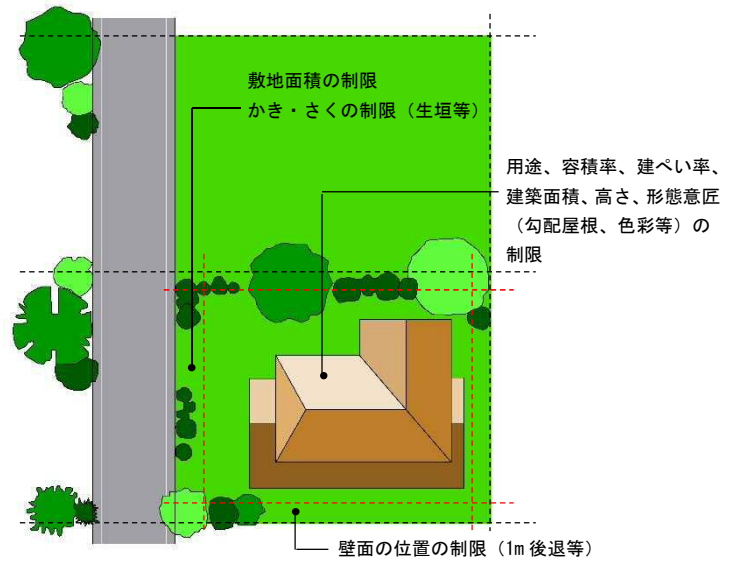 敷地面積の制限
かき・さくの制限（生垣等）
用途、容積率、建ぺい率、
建築面積、高さ、形態意匠
（勾配屋根、色彩等）の
制限
壁面の位置の制限（1m 後退等）